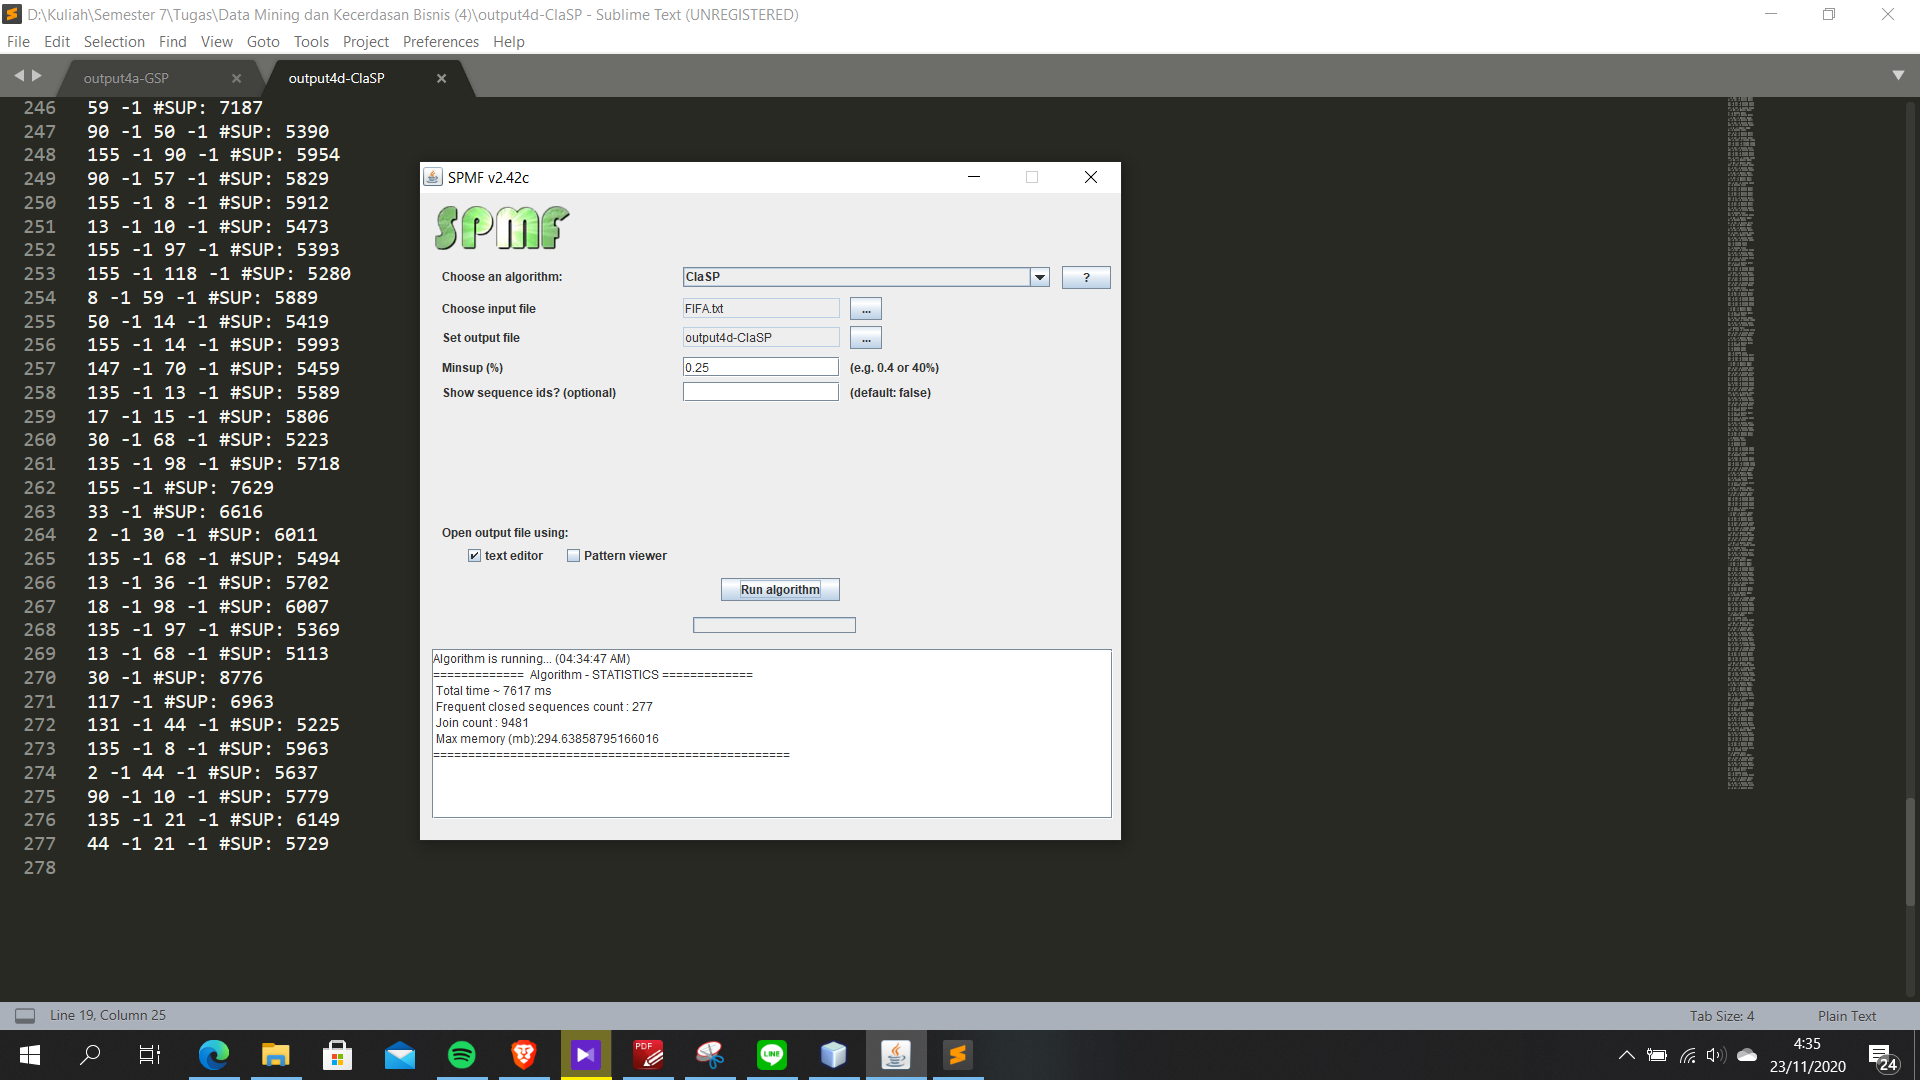 D:\Kuliah\Semester 7\Tugas\Data Mining dan Kecerdasan Bisnis (4)\output4d-ClaSP - Sublime Text (UNREGISTERED)
File Edit Selection Find View Goto Tools Project Preferences Help
output4a-GSP × output4d-ClaSP ×
246 59 -1 #SUP: 7187
247 90 -1 50 -1 #SUP: 5390
248 155 -1 90 -1 #SUP: 5954
249 90 -1 57 -1 #SUP: 5829
250 155 -1 8 -1 #SUP: 5912
251 13 -1 10 -1 #SUP: 5473
252 155 -1 97 -1 #SUP: 5393
253 155 -1 118 -1 #SUP: 5280
254 8 -1 59 -1 #SUP: 5889
255 50 -1 14 -1 #SUP: 5419
256 155 -1 14 -1 #SUP: 5993
257 147 -1 70 -1 #SUP: 5459
258 135 -1 13 -1 #SUP: 5589
259 17 -1 15 -1 #SUP: 5806
260 30 -1 68 -1 #SUP: 5223
261 135 -1 98 -1 #SUP: 5718
262 155 -1 #SUP: 7629
263 33 -1 #SUP: 6616
264 2 -1 30 -1 #SUP: 6011
265 135 -1 68 -1 #SUP: 5494
266 13 -1 36 -1 #SUP: 5702
267 18 -1 98 -1 #SUP: 6007
268 135 -1 97 -1 #SUP: 5369
269 13 -1 68 -1 #SUP: 5113
270 30 -1 #SUP: 8776
271 117 -1 #SUP: 6963
272 131 -1 44 -1 #SUP: 5225
273 135 -1 8 -1 #SUP: 5963
274 2 -1 44 -1 #SUP: 5637
275 90 -1 10 -1 #SUP: 5779
276 135 -1 21 -1 #SUP: 6149
277 44 -1 21 -1 #SUP: 5729
278
SPMF v2.42c
SPMF
Choose an algorithm: ClaSP ?
Choose input file FIFA.txt ...
Set output file output4d-ClaSP ...
Minsup (%) 0.25 (e.g. 0.4 or 40%)
Show sequence ids? (optional) (default: false)
Open output file using:
text editor Pattern viewer
Run algorithm
Algorithm is running... (04:34:47 AM)
============= Algorithm - STATISTICS =============
Total time ~ 7617 ms
Frequent closed sequences count : 277
Join count : 9481
Max memory (mb):294.63858795166016
===================================================
Line 19, Column 25 Tab Size: 4 Plain Text
PDF
LINE
4:35
23/11/2020
24